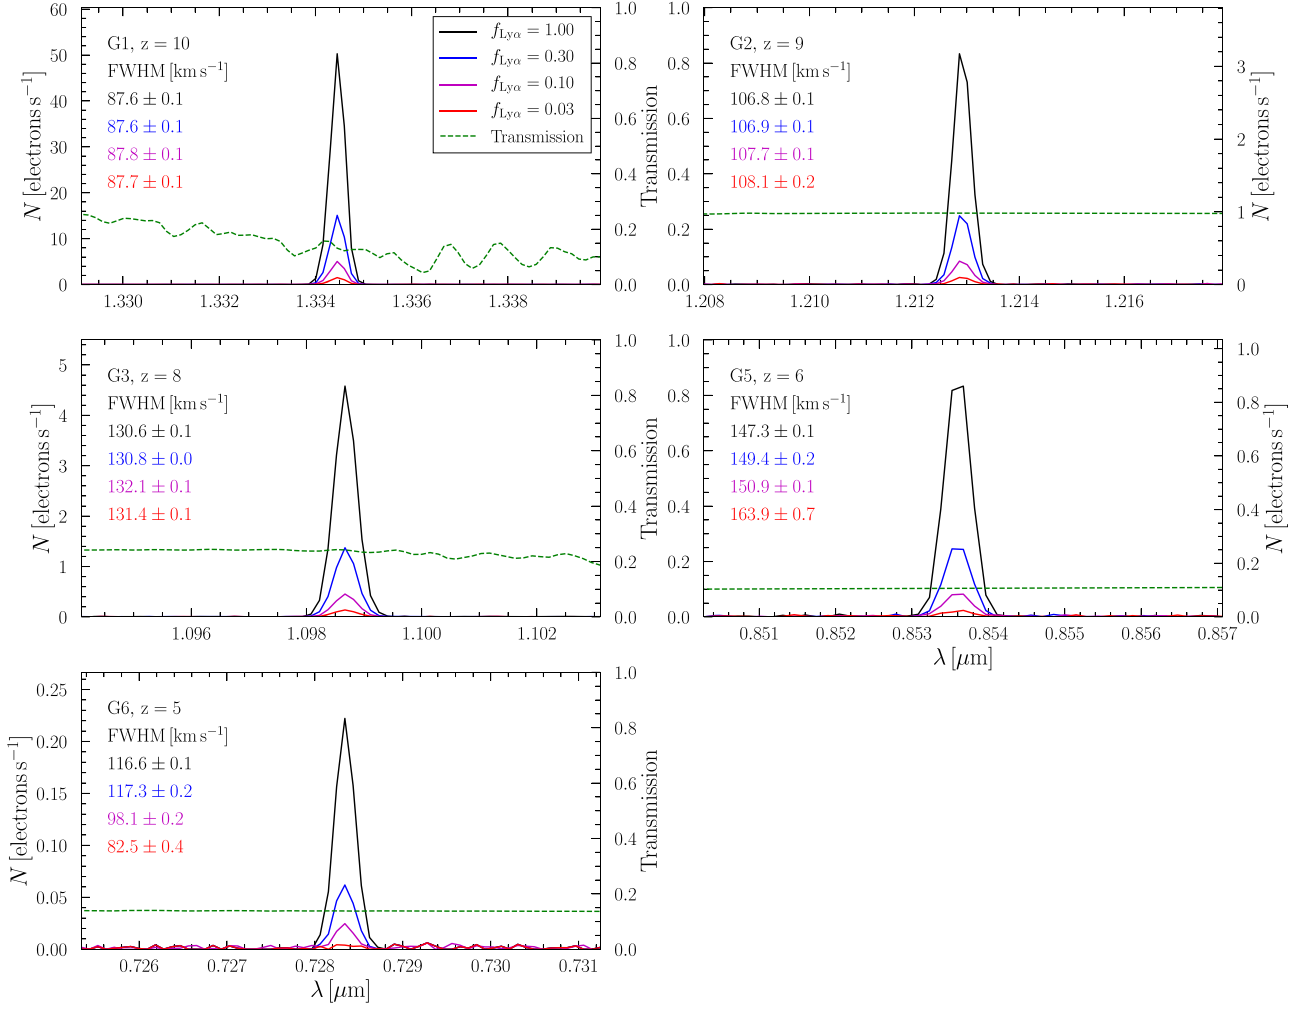 G1, z = 10
FWHM [km s⁻¹]
87.6 ± 0.1
87.6 ± 0.1
87.8 ± 0.1
87.7 ± 0.1
f_Lyα = 1.00
f_Lyα = 0.30
f_Lyα = 0.10
f_Lyα = 0.03
Transmission
N [electrons s⁻¹]
0
10
20
30
40
50
60
1.330
1.332
1.334
1.336
1.338
0.0
0.2
0.4
0.6
0.8
1.0
Transmission
G2, z = 9
FWHM [km s⁻¹]
106.8 ± 0.1
106.9 ± 0.1
107.7 ± 0.1
108.1 ± 0.2
0.0
0.2
0.4
0.6
0.8
1.0
1.208
1.210
1.212
1.214
1.216
0
1
2
3
N [electrons s⁻¹]
G3, z = 8
FWHM [km s⁻¹]
130.6 ± 0.1
130.8 ± 0.0
132.1 ± 0.1
131.4 ± 0.1
N [electrons s⁻¹]
0
1
2
3
4
5
1.096
1.098
1.100
1.102
0.0
0.2
0.4
0.6
0.8
1.0
Transmission
G5, z = 6
FWHM [km s⁻¹]
147.3 ± 0.1
149.4 ± 0.2
150.9 ± 0.1
163.9 ± 0.7
0.0
0.2
0.4
0.6
0.8
1.0
0.851
0.852
0.853
0.854
0.855
0.856
0.857
λ [μm]
0.0
0.2
0.4
0.6
0.8
1.0
N [electrons s⁻¹]
G6, z = 5
FWHM [km s⁻¹]
116.6 ± 0.1
117.3 ± 0.2
98.1 ± 0.2
82.5 ± 0.4
N [electrons s⁻¹]
0.00
0.05
0.10
0.15
0.20
0.25
0.726
0.727
0.728
0.729
0.730
0.731
λ [μm]
0.0
0.2
0.4
0.6
0.8
1.0
Transmission